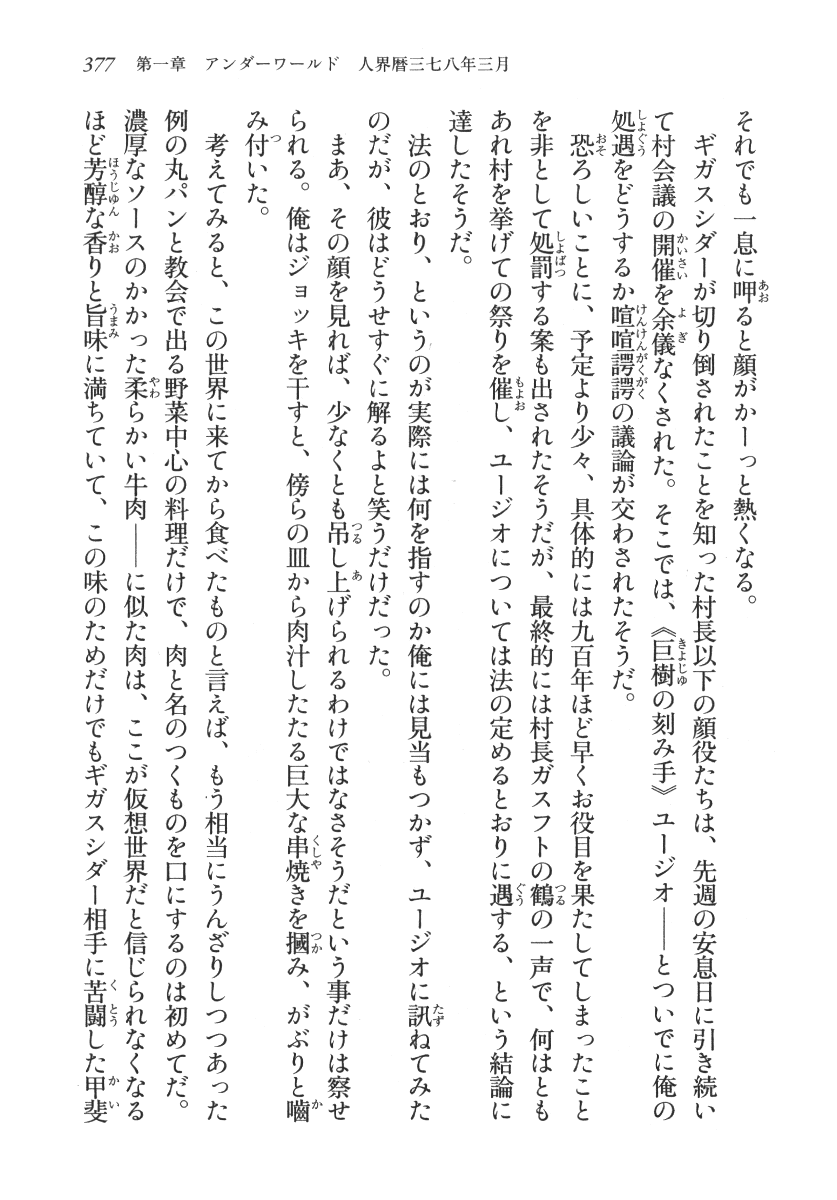 377　第一章　アンダーワールド　人界暦三七八年三月
それでも一息に呷ると顔がかーっと熱くなる。
　ギガスシダーが切り倒されたことを知った村長以下の顔役たちは、先週の安息日に引き続い
て村会議の開催を余儀なくされた。そこでは、《巨樹の刻み手》ユージオ――とついでに俺の
処遇をどうするか喧喧諤諤の議論が交わされたそうだ。
　恐ろしいことに、予定より少々、具体的には九百年ほど早くお役目を果たしてしまったこと
を非として処罰する案も出されたそうだが、最終的には村長ガスフトの鶴の一声で、何はとも
あれ村を挙げての祭りを催し、ユージオについては法の定めるとおりに遇する、という結論に
達したそうだ。
　法のとおり、というのが実際には何を指すのか俺には見当もつかず、ユージオに訊ねてみた
のだが、彼はどうせすぐに解るよと笑うだけだった。
　まあ、その顔を見れば、少なくとも吊し上げられるわけではなさそうだという事だけは察せ
られる。俺はジョッキを干すと、傍らの皿から肉汁したたる巨大な串焼きを摑み、がぶりと嚙
み付いた。
　考えてみると、この世界に来てから食べたものと言えば、もう相当にうんざりしつつあった
例の丸パンと教会で出る野菜中心の料理だけで、肉と名のつくものを口にするのは初めてだ。
濃厚なソースのかかった柔らかい牛肉――に似た肉は、ここが仮想世界だと信じられなくなる
ほど芳醇な香りと旨味に満ちていて、この味のためだけでもギガスシダー相手に苦闘した甲斐